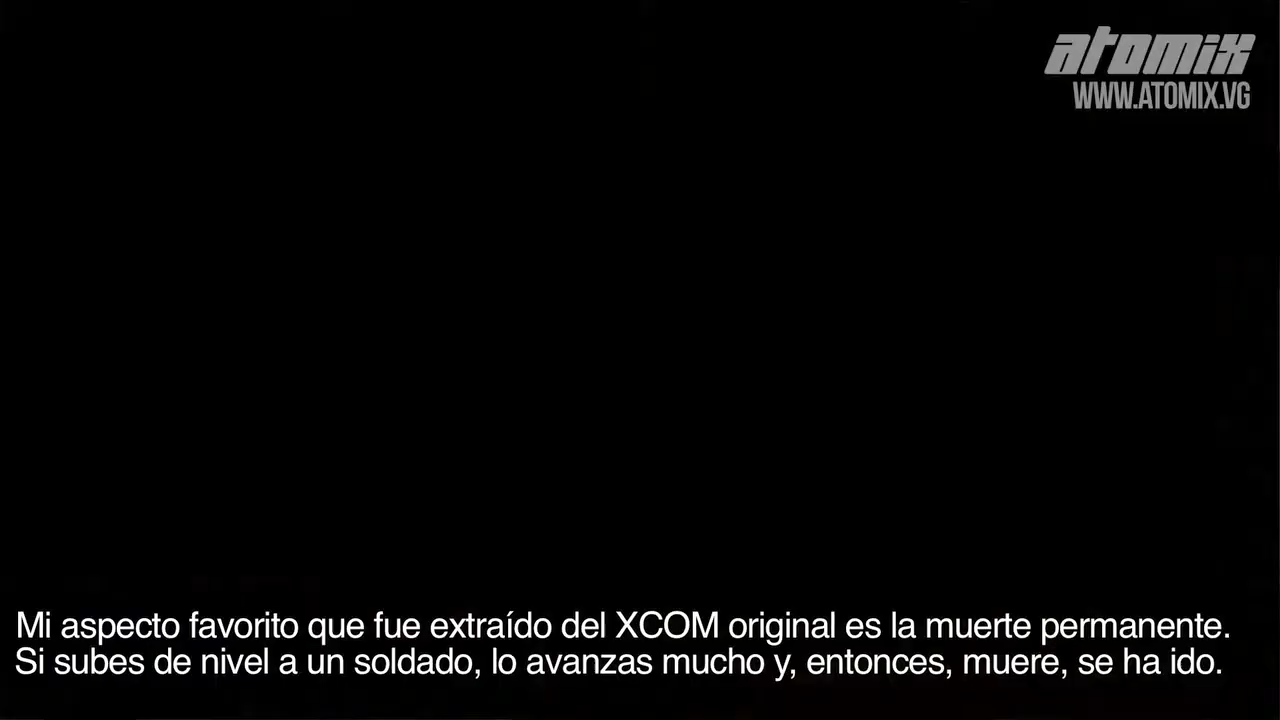 atomix
WWW.ATOMIX.VG
Mi aspecto favorito que fue extraído del XCOM original es la muerte permanente.
Si subes de nivel a un soldado, lo avanzas mucho y, entonces, muere, se ha ido.